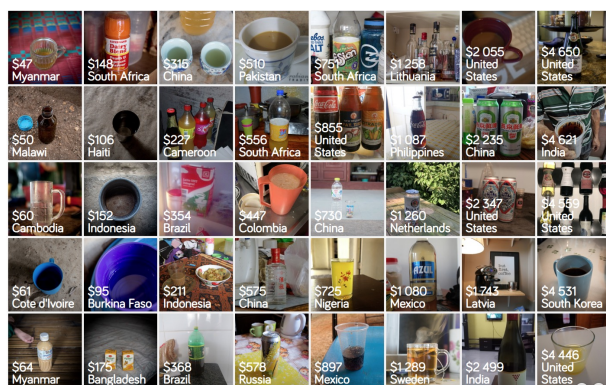 $47
Myanmar
$148
South Africa
$315
China
$510
Pakistan
$751
South Africa
$1 258
Lithuania
$2 055
United
States
$4 650
United
States
$50
Malawi
$106
Haiti
$227
Cameroon
$556
South Africa
$855
United
States
$1 087
Philippines
$2 235
China
$4 621
India
$60
Cambodia
$152
Indonesia
$354
Brazil
$447
Colombia
$730
China
$1 260
Netherlands
$2 347
United
States
$4 559
United
States
$61
Cote d'Ivoire
$95
Burkina Faso
$211
Indonesia
$575
China
$725
Nigeria
AZUL
$1 080
Mexico
$1 743
Latvia
$4 531
South Korea
$64
Myanmar
$175
Bangladesh
$368
Brazil
$578
Russia
$897
Mexico
$1 289
Sweden
$2 499
India
$4 446
United
States